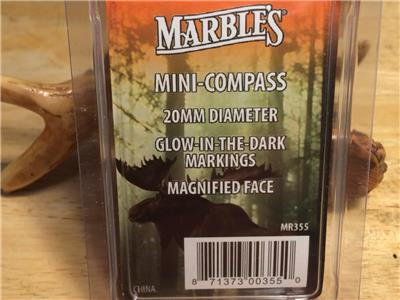 MARBLE'S
MINI-COMPASS
20MM DIAMETER
GLOW-IN-THE-DARK
MARKINGS
MAGNIFIED FACE
MR355
8 71373 00355 0
CHINA